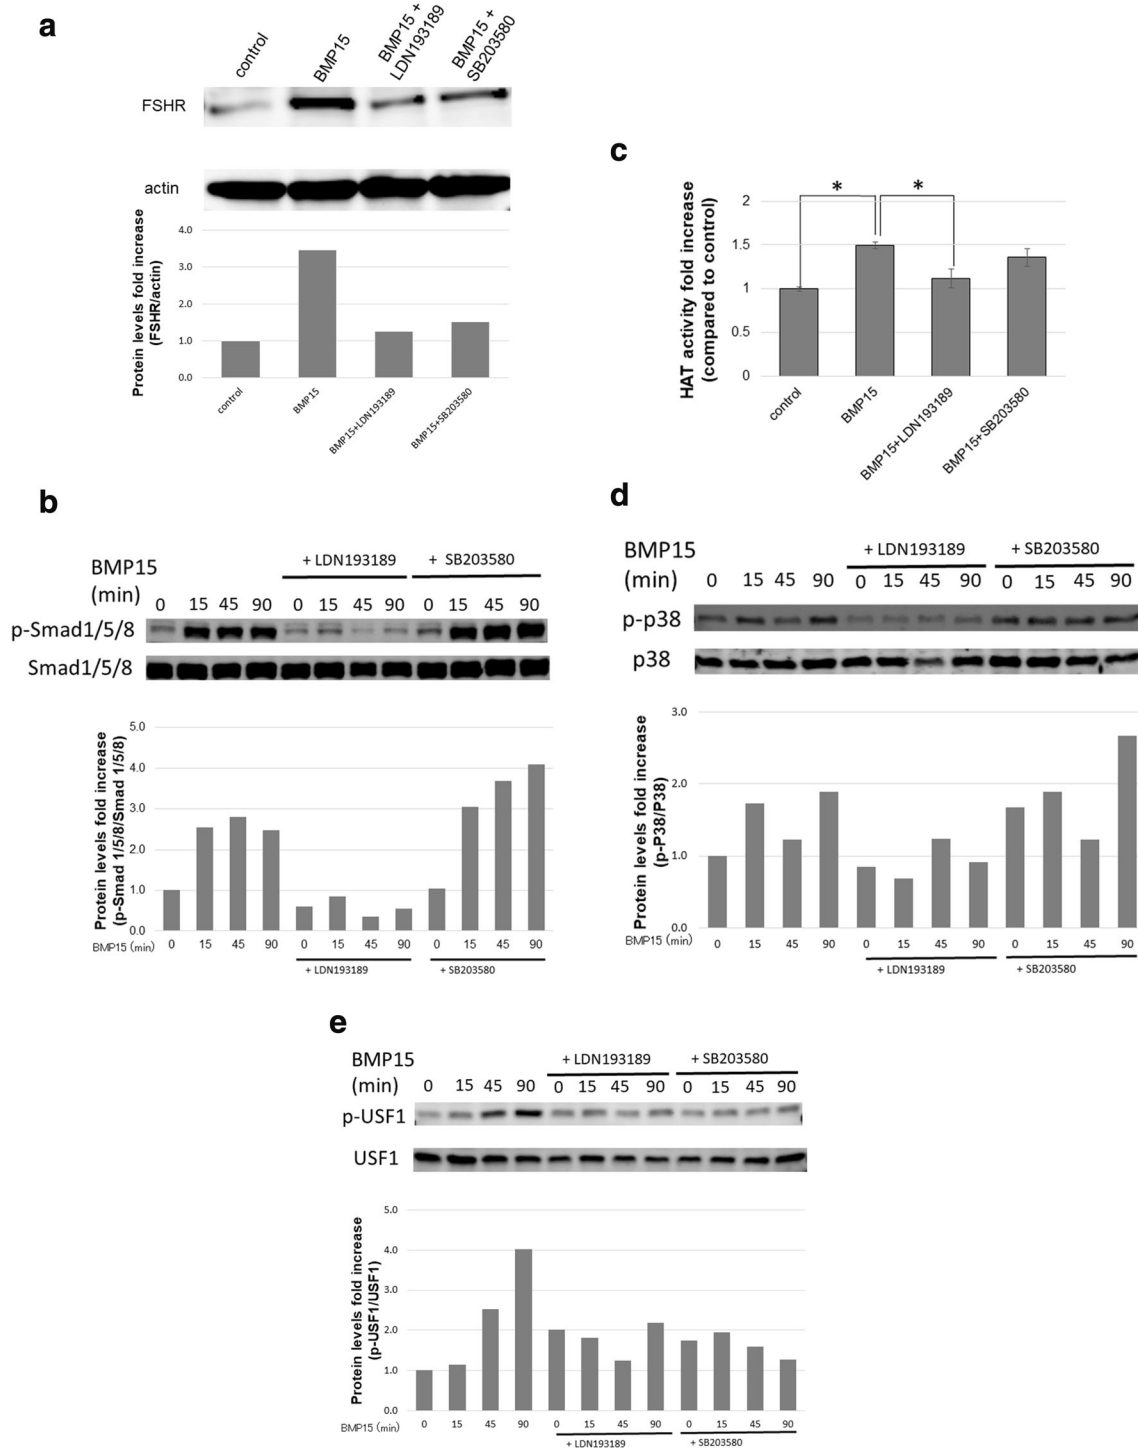 a
control
BMP15
BMP15 +
LDN193189
BMP15 +
SB203580
FSHR
actin
Protein levels fold increase
(FSHR/actin)
4.0
3.0
2.0
1.0
0.0
control
BMP15
BMP15+LDN193189
BMP15+SB203580
c
HAT activity fold increase
(compared to control)
* *
2
1.5
1
0.5
0
control
BMP15
BMP15+LDN193189
BMP15+SB203580
b
BMP15
(min)
+ LDN193189
+ SB203580
0 15 45 90 0 15 45 90 0 15 45 90
p-Smad1/5/8
Smad1/5/8
Protein levels fold increase
(p-Smad 1/5/8/Smad 1/5/8)
5.0
4.0
3.0
2.0
1.0
0.0
BMP15 (min) 0 15 45 90 0 15 45 90 0 15 45 90
+ LDN193189
+ SB203580
d
BMP15
(min)
+ LDN193189
+ SB203580
0 15 45 90 0 15 45 90 0 15 45 90
p-p38
p38
Protein levels fold increase
(p-P38/P38)
3.0
2.0
1.0
0.0
BMP15 (min) 0 15 45 90 0 15 45 90 0 15 45 90
+ LDN193189
+ SB203580
e
BMP15
(min)
+ LDN193189
+ SB203580
0 15 45 90 0 15 45 90 0 15 45 90
p-USF1
USF1
Protein levels fold increase
(p-USF1/USF1)
5.0
4.0
3.0
2.0
1.0
0.0
BMP15 (min) 0 15 45 90 0 15 45 90 0 15 45 90
+ LDN193189
+ SB203580